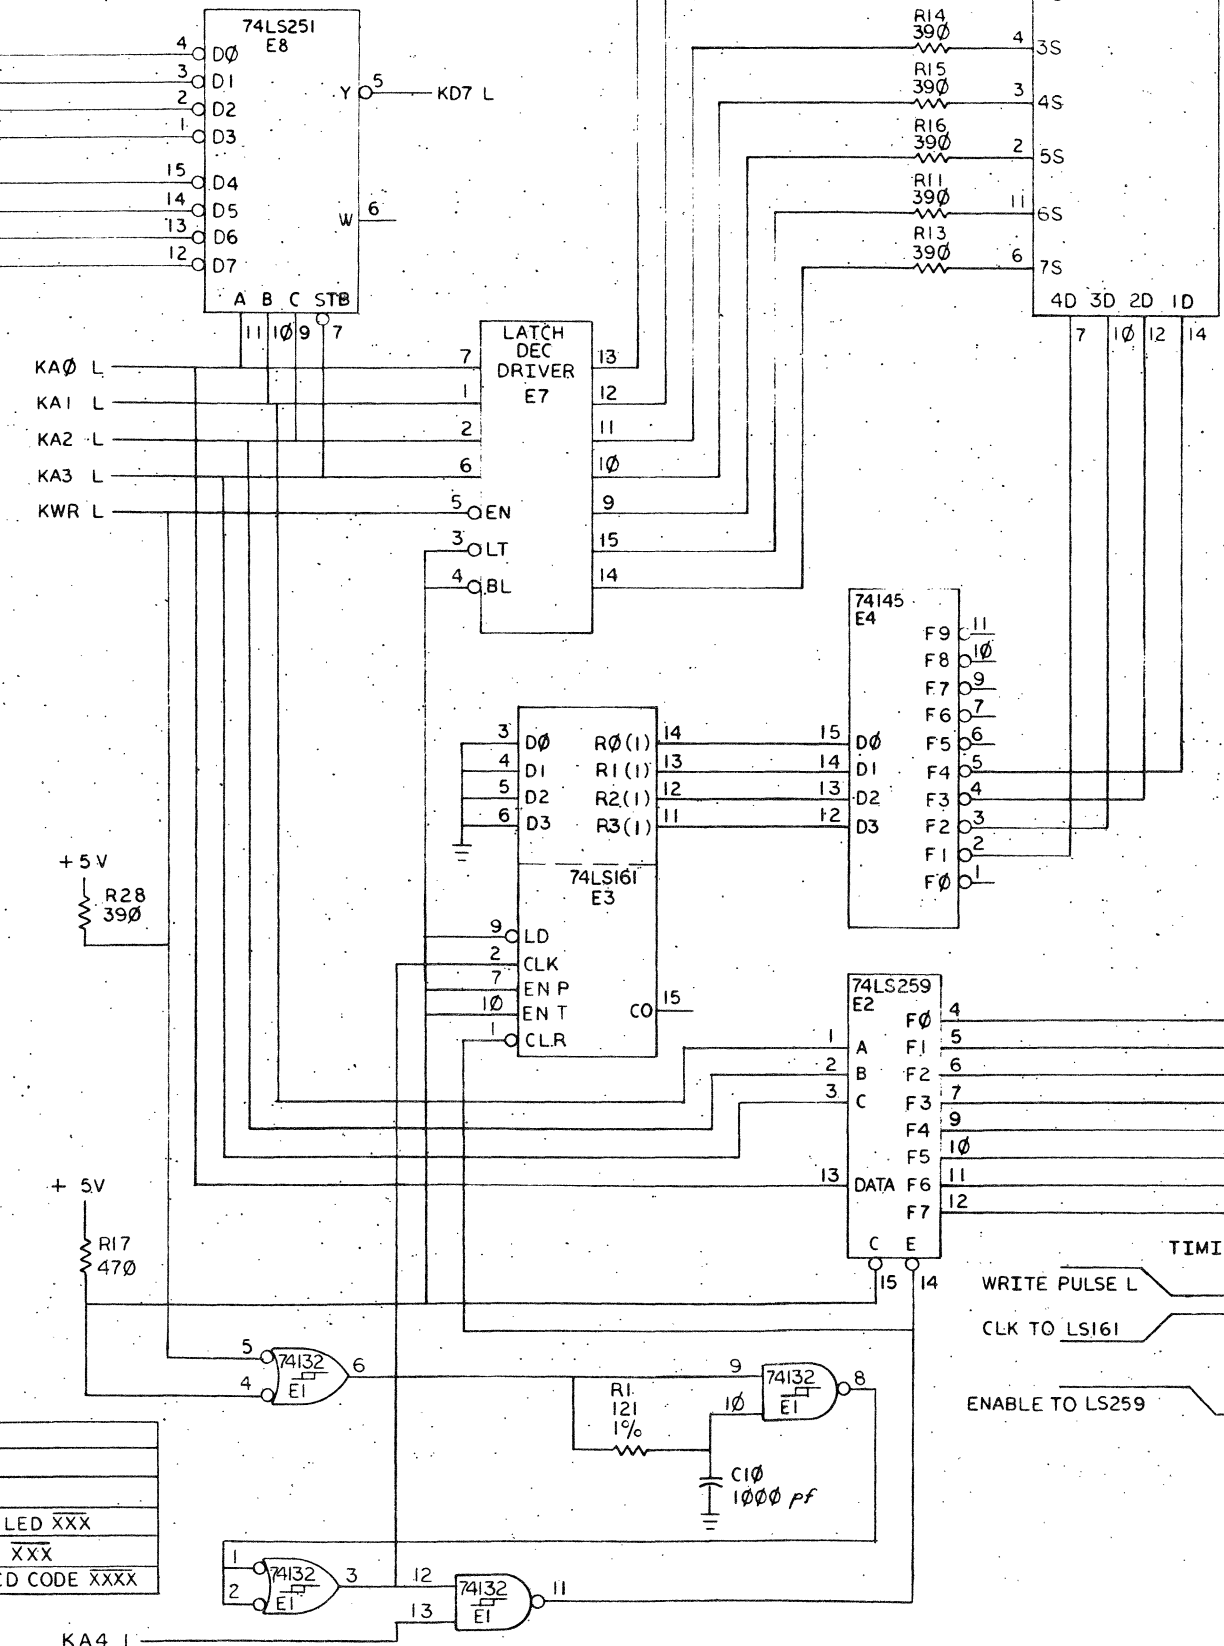 74LS251
E8
4 DØ
3 D1
2 D2
1 D3
15 D4
14 D5
13 D6
12 D7
Y 5 KD7 L
W 6
A B C STB
11 1Ø 9 7
R14
39Ø
4 3S
R15
39Ø
3 4S
R16
39Ø
2 5S
R11
39Ø
11 6S
R13
39Ø
6 7S
4D 3D 2D 1D
7 1Ø 12 14
KAØ L
KA1 L
KA2 L
KA3 L
KWR L
LATCH
DEC
DRIVER
E7
7 13
1 12
2 11
6 1Ø
5 EN 9
3 LT 15
4 BL 14
74145
E4
F9 11
F8 1Ø
F7 9
F6 7
F5 6
F4 5
F3 4
F2 3
F1 2
FØ 1
15 DØ
14 D1
13 D2
12 D3
3 DØ RØ(1) 14
4 D1 R1(1) 13
5 D2 R2(1) 12
6 D3 R3(1) 11
74LS161
E3
9 LD
2 CLK
7 EN P
1Ø EN T
1 CLR
CO 15
+5V
R28
39Ø
74LS259
E2
FØ 4
1 A F1 5
2 B F2 6
3 C F3 7
F4 9
F5 1Ø
13 DATA F6 11
F7 12
C E
15 14
+ 5V
R17
47Ø
TIMI
WRITE PULSE L
CLK TO LS161
ENABLE TO LS259
5
4
74132
E1
6
R1
121
1%
9
1Ø
74132
E1
8
C1Ø
1ØØØ pf
LED XXX
XXX
CD CODE XXXX
1
2
74132
E1
3
12
13
74132
E1
11
KA4 L